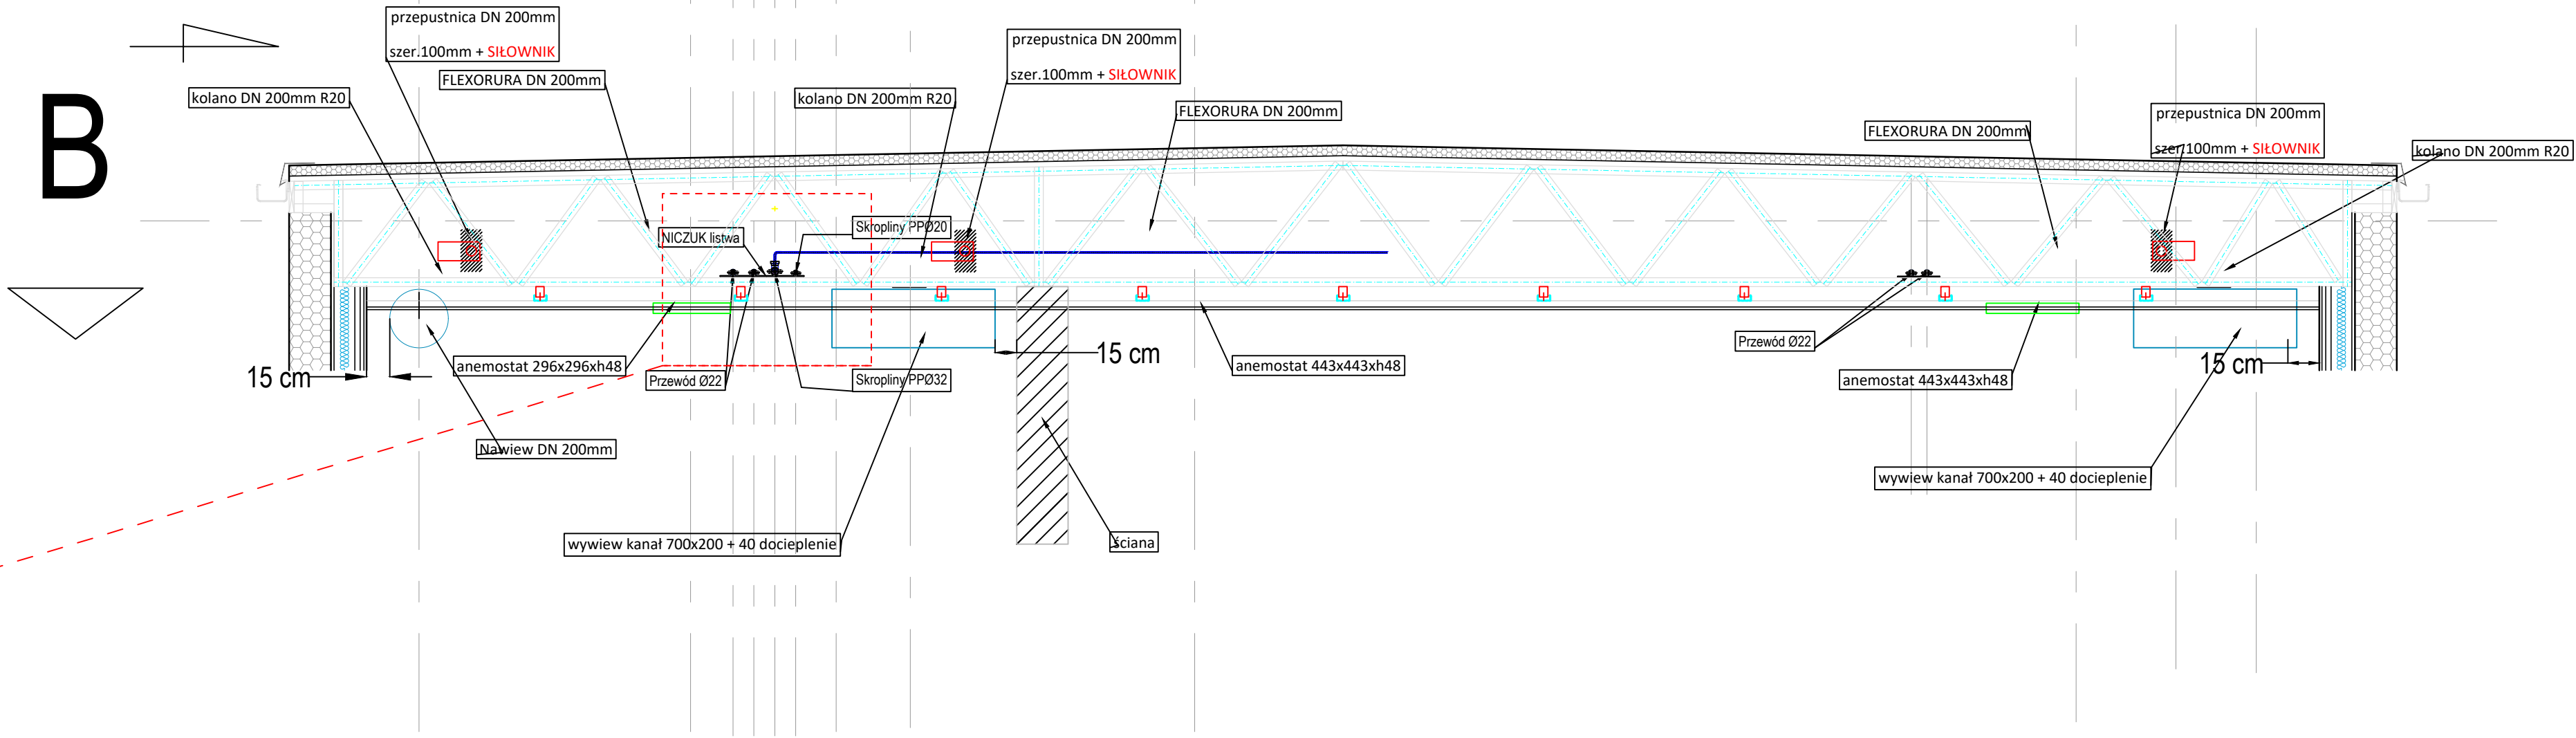 B
przepustnica DN 200mm
szer.100mm + SIŁOWNIK
FLEXORURA DN 200mm
kolano DN 200mm R20
przepustnica DN 200mm
szer.100mm + SIŁOWNIK
kolano DN 200mm R20
FLEXORURA DN 200mm
FLEXORURA DN 200mm
przepustnica DN 200mm
szer.100mm + SIŁOWNIK
kolano DN 200mm R20
NICZUK listwa
Skropliny PPØ20
15 cm
anemostat 296x296xh48
Przewód Ø22
Skropliny PPØ32
15 cm
anemostat 443x443xh48
Przewód Ø22
anemostat 443x443xh48
15 cm
Nawiew DN 200mm
wywiew kanał 700x200 + 40 docieplenie
wywiew kanał 700x200 + 40 docieplenie
ściana